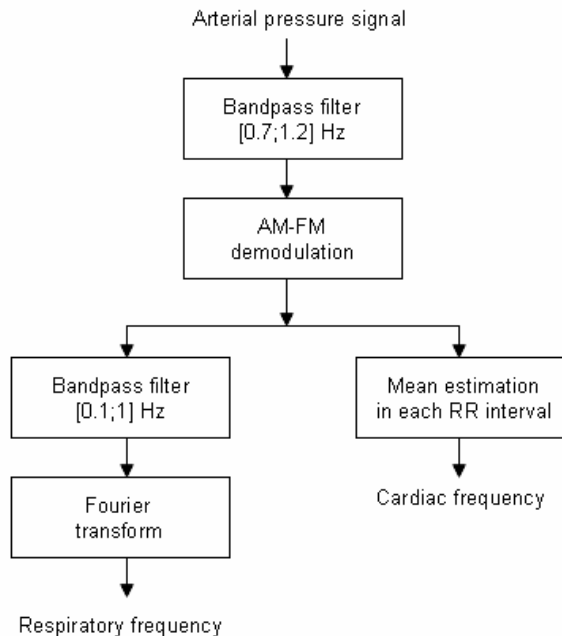 Arterial pressure signal
Bandpass filter
[0.7;1.2] Hz
AM-FM
demodulation
Bandpass filter
[0.1;1] Hz
Mean estimation
in each RR interval
Fourier
transform
Cardiac frequency
Respiratory frequency